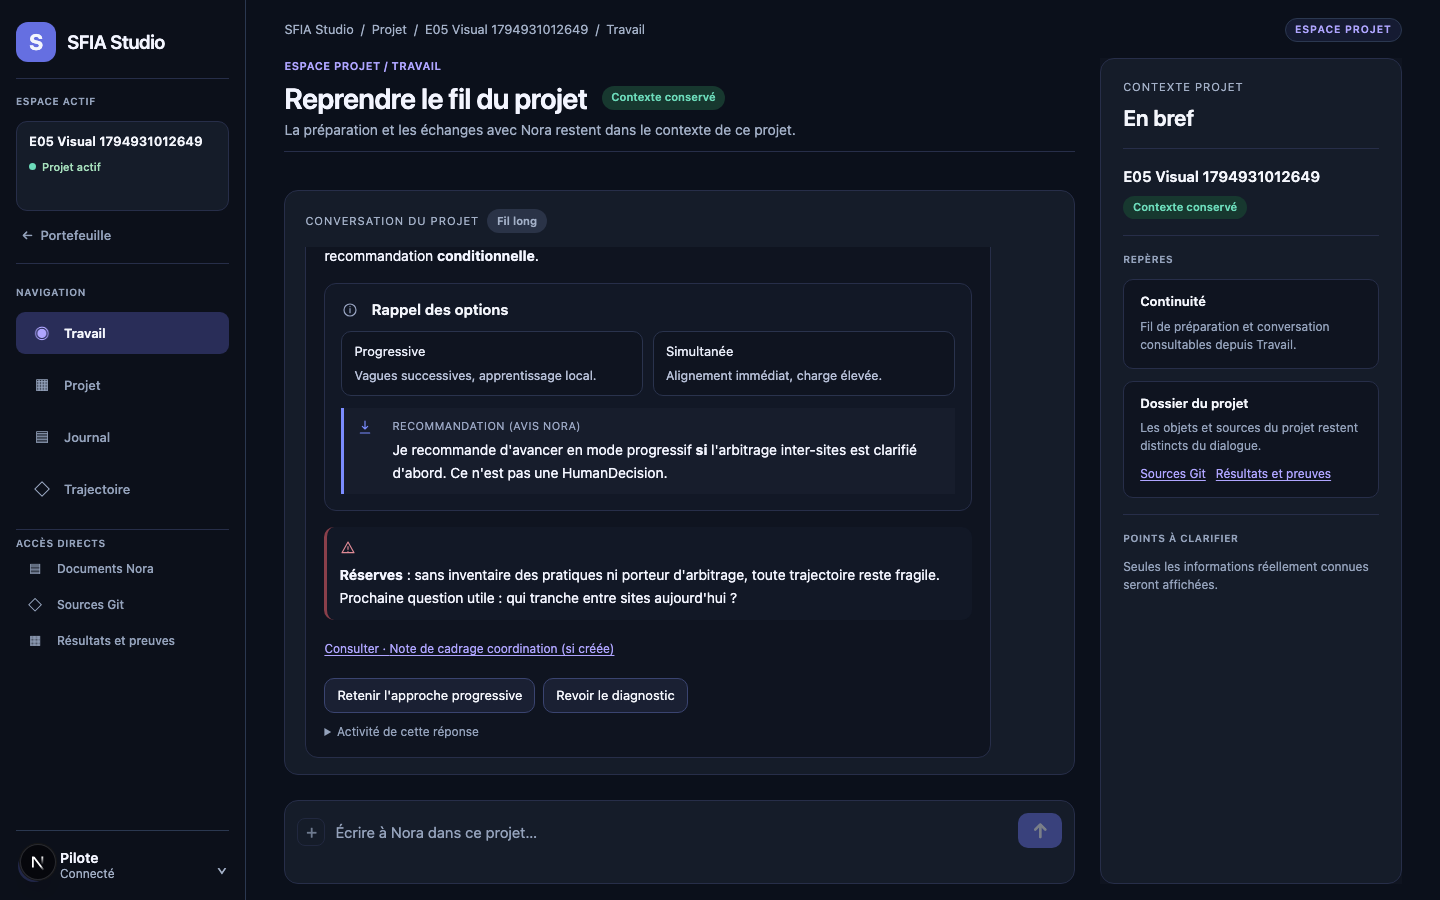 S
SFIA Studio
ESPACE ACTIF
E05 Visual 1794931012649
Projet actif
← Portefeuille
NAVIGATION
Travail
Projet
Journal
Trajectoire
ACCÈS DIRECTS
Documents Nora
Sources Git
Résultats et preuves
N
Pilote
Connecté
SFIA Studio / Projet / E05 Visual 1794931012649 / Travail
ESPACE PROJET
ESPACE PROJET / TRAVAIL
Reprendre le fil du projet
Contexte conservé
La préparation et les échanges avec Nora restent dans le contexte de ce projet.
CONVERSATION DU PROJET
Fil long
recommandation conditionnelle.
Rappel des options
Progressive
Vagues successives, apprentissage local.
Simultanée
Alignement immédiat, charge élevée.
RECOMMANDATION (AVIS NORA)
Je recommande d'avancer en mode progressif si l'arbitrage inter-sites est clarifié
d'abord. Ce n'est pas une HumanDecision.
Réserves : sans inventaire des pratiques ni porteur d'arbitrage, toute trajectoire reste fragile.
Prochaine question utile : qui tranche entre sites aujourd'hui ?
Consulter · Note de cadrage coordination (si créée)
Retenir l'approche progressive
Revoir le diagnostic
Activité de cette réponse
+
Écrire à Nora dans ce projet...
CONTEXTE PROJET
En bref
E05 Visual 1794931012649
Contexte conservé
REPÈRES
Continuité
Fil de préparation et conversation
consultables depuis Travail.
Dossier du projet
Les objets et sources du projet restent
distincts du dialogue.
Sources Git Résultats et preuves
POINTS À CLARIFIER
Seules les informations réellement connues
seront affichées.